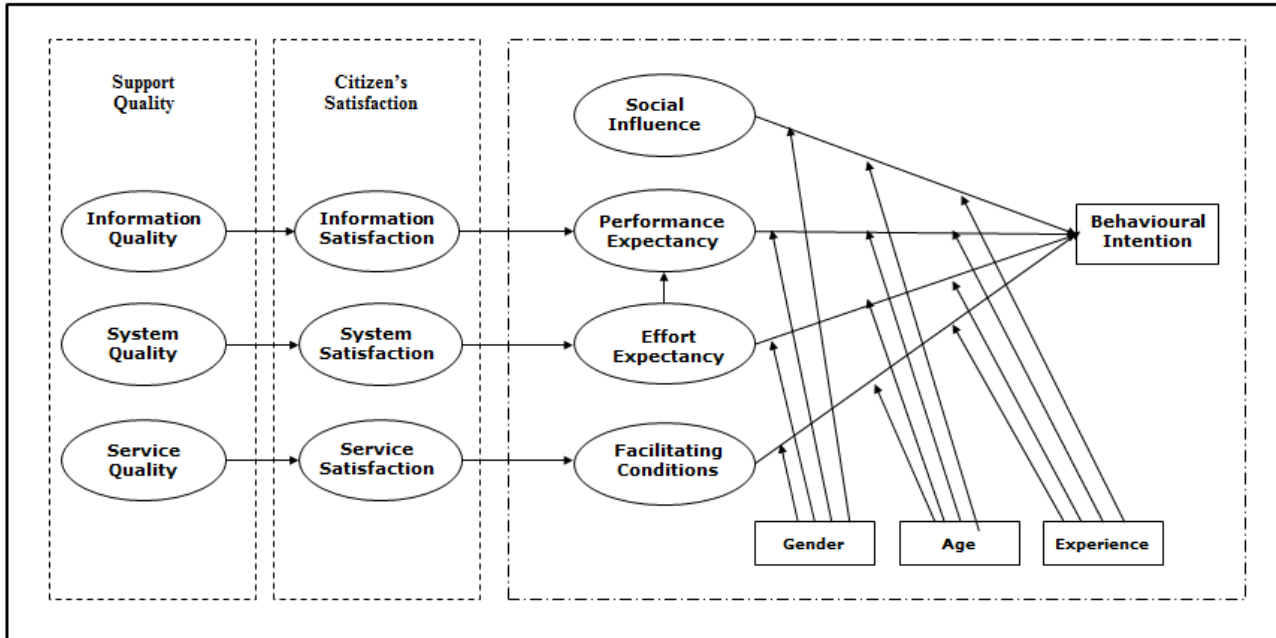 Support
Quality
Citizen's
Satisfaction
Social
Influence
Information
Quality
Information
Satisfaction
Performance
Expectancy
Behavioural
Intention
System
Quality
System
Satisfaction
Effort
Expectancy
Service
Quality
Service
Satisfaction
Facilitating
Conditions
Gender
Age
Experience